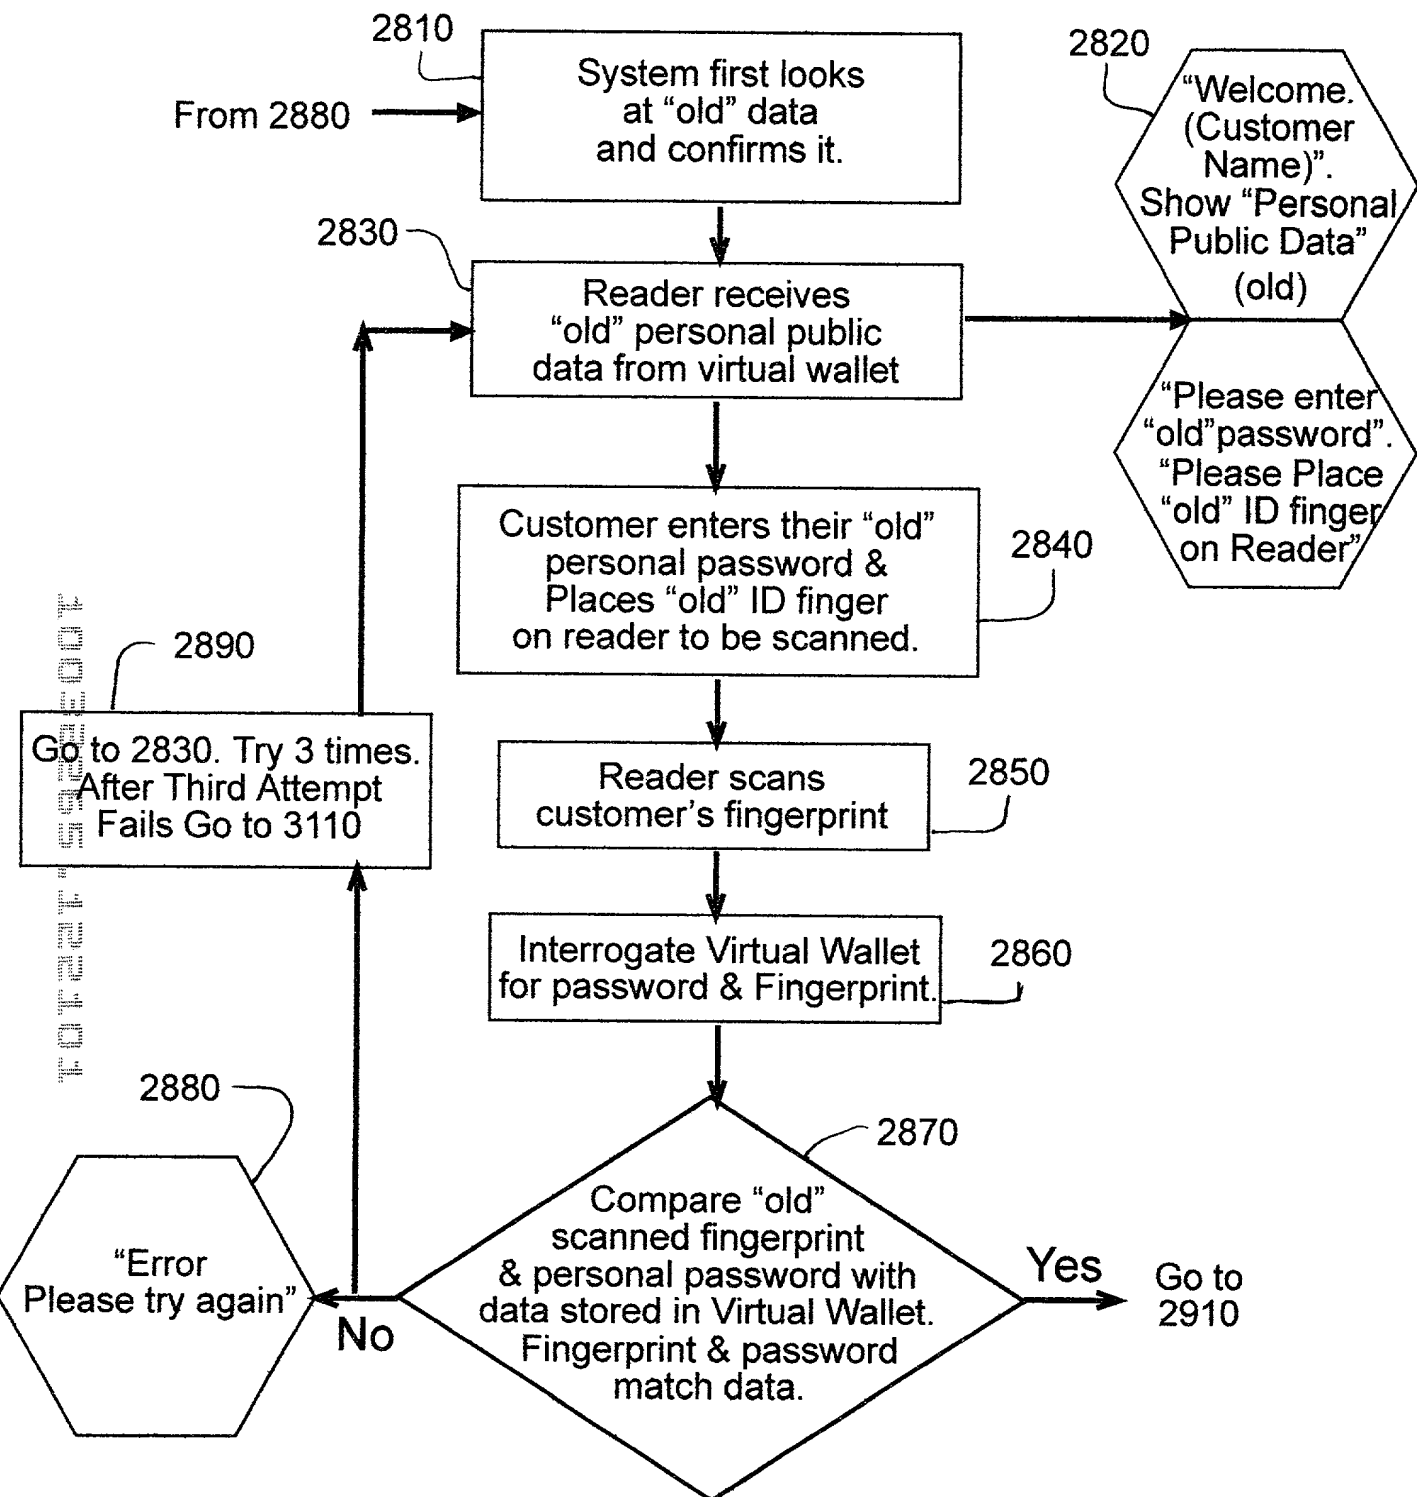 2810
System first looks
at “old” data
and confirms it.
From 2880
2820
“Welcome.
(Customer
Name)”.
Show “Personal
Public Data”
(old)
2830
Reader receives
“old” personal public
data from virtual wallet
“Please enter
“old”password”.
“Please Place
“old” ID finger
on Reader”
Customer enters their “old”
personal password &
Places “old” ID finger
on reader to be scanned.
2840
2890
Go to 2830. Try 3 times.
After Third Attempt
Fails Go to 3110
Reader scans
customer’s fingerprint
2850
Interrogate Virtual Wallet
for password & Fingerprint.
2860
2880
“Error
Please try again”
2870
Compare “old”
scanned fingerprint
& personal password with
data stored in Virtual Wallet.
Fingerprint & password
match data.
No
Yes
Go to
2910